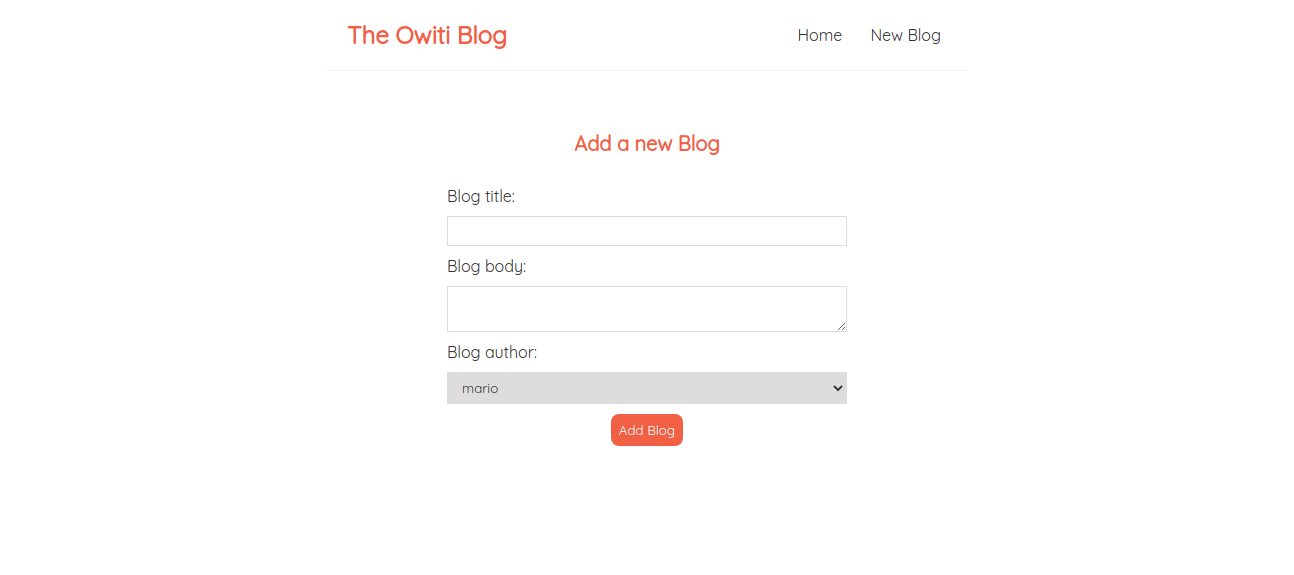 The Owiti Blog
Home New Blog
Add a new Blog
Blog title:
Blog body:
Blog author:
mario
Add Blog